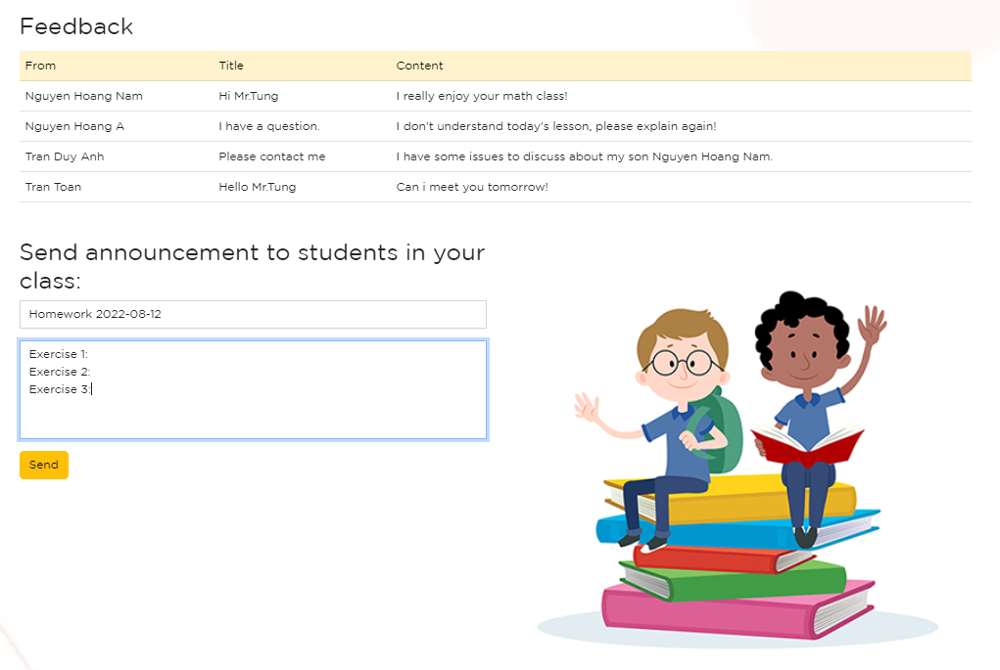 Feedback
From Title Content
Nguyen Hoang Nam Hi Mr.Tung I really enjoy your math class!
Nguyen Hoang A I have a question. I don't understand today's lesson, please explain again!
Tran Duy Anh Please contact me I have some issues to discuss about my son Nguyen Hoang Nam.
Tran Toan Hello Mr.Tung Can i meet you tomorrow!
Send announcement to students in your
class:
Homework 2022-08-12
Exercise 1:
Exercise 2:
Exercise 3:
Send